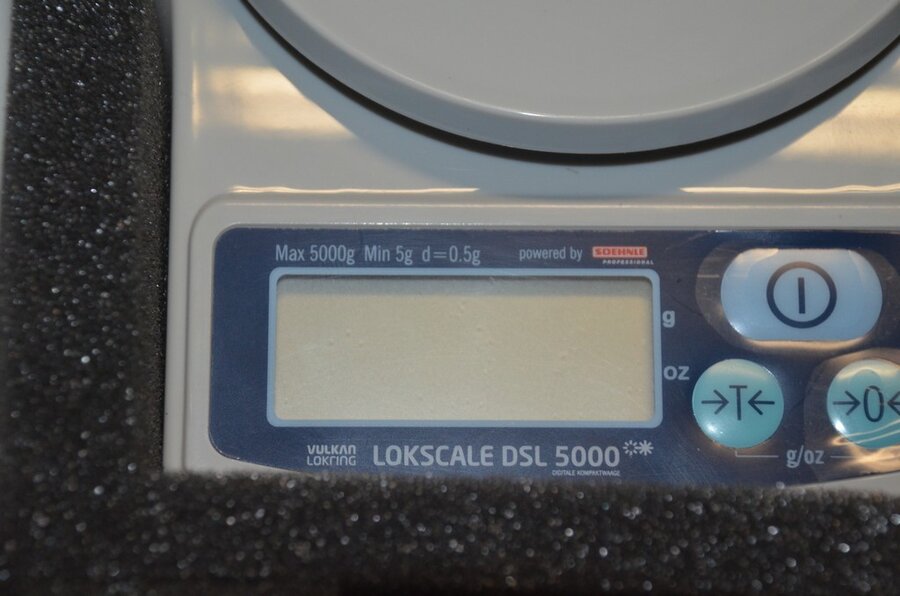 Max 5000g Min 5g d=0.5g
powered by SOEHNLE
PROFESSIONAL
g
oz
→T←
→0←
g/oz
VULKAN
LOKRING
LOKSCALE DSL 5000
DIGITALE KOMPAKTWAAGE